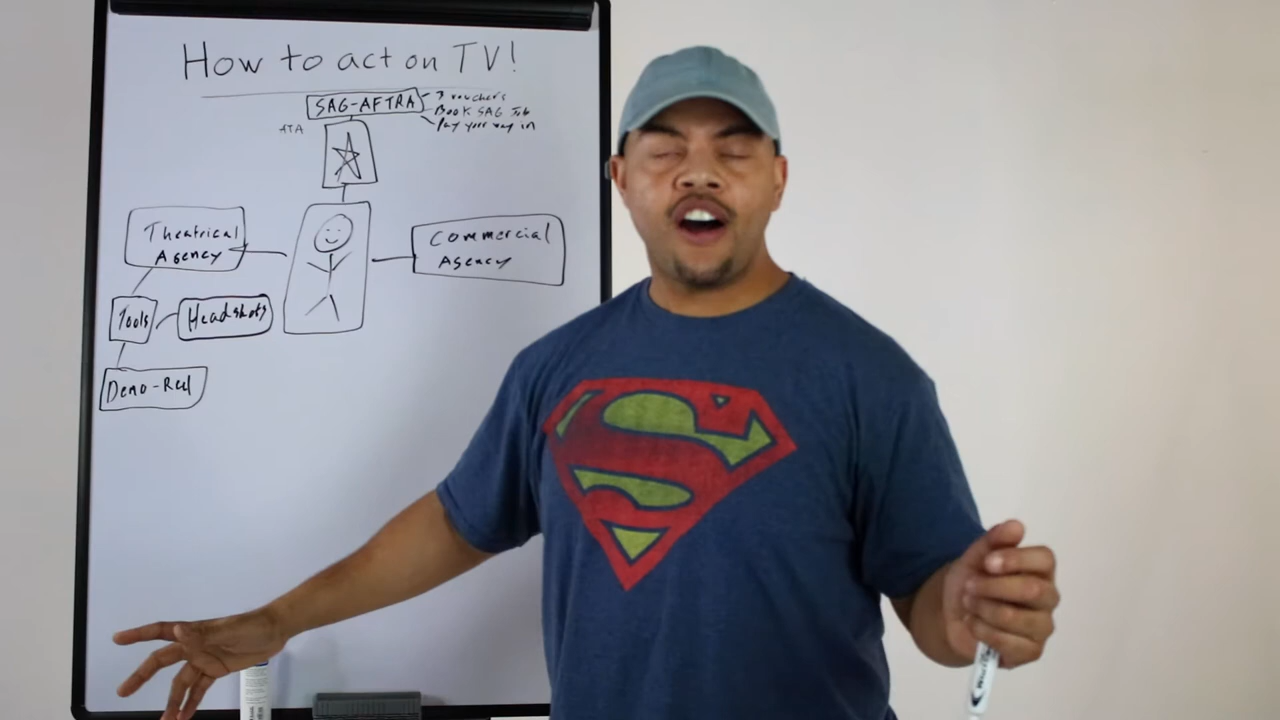 How to act on TV!
SAG-AFTRA
3 vouchers
Book SAG Job
Pay your way in
ATA
Theatrical
Agency
Commercial
Agency
Tools
Headshots
Demo-Reel
S